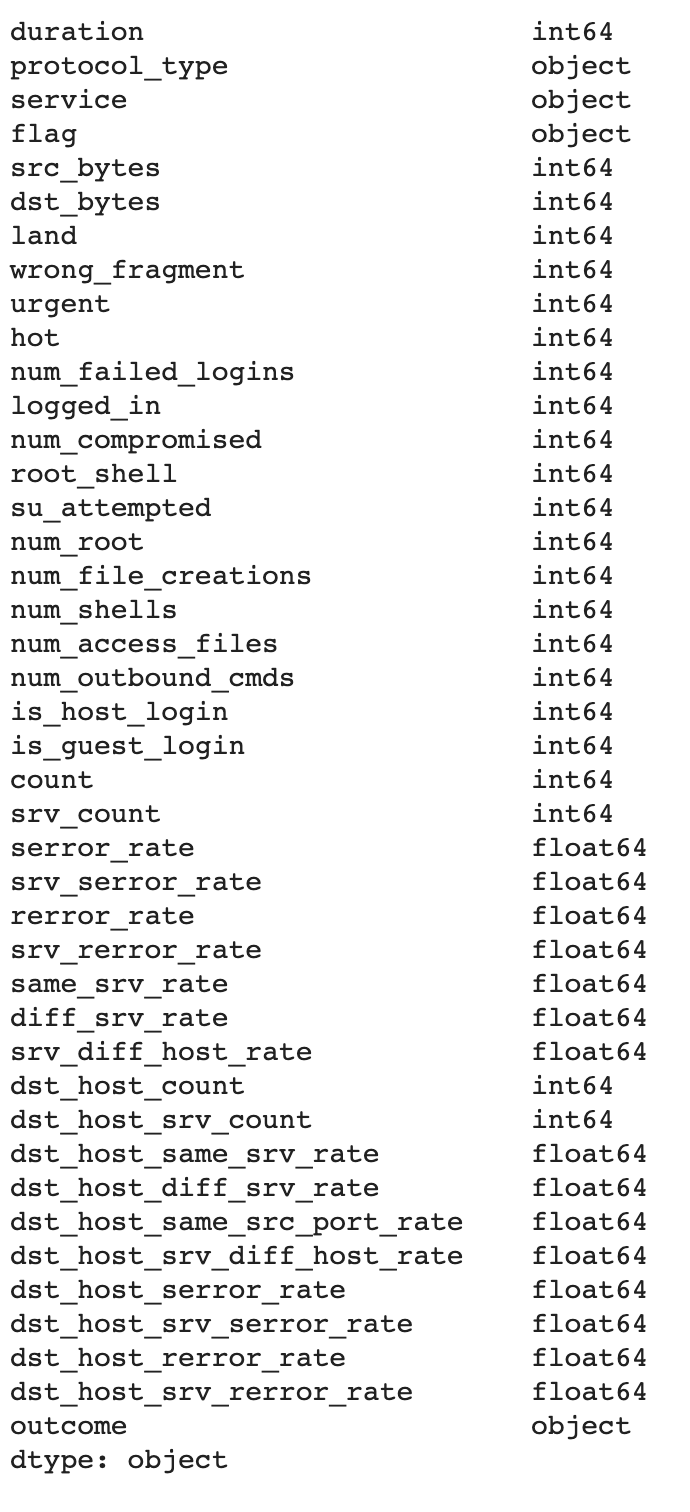 duration                        int64
protocol_type                   object
service                         object
flag                            object
src_bytes                       int64
dst_bytes                       int64
land                            int64
wrong_fragment                  int64
urgent                          int64
hot                             int64
num_failed_logins               int64
logged_in                       int64
num_compromised                 int64
root_shell                      int64
su_attempted                    int64
num_root                        int64
num_file_creations              int64
num_shells                      int64
num_access_files                int64
num_outbound_cmds               int64
is_host_login                   int64
is_guest_login                  int64
count                           int64
srv_count                       int64
serror_rate                     float64
srv_serror_rate                 float64
rerror_rate                     float64
srv_rerror_rate                 float64
same_srv_rate                   float64
diff_srv_rate                   float64
srv_diff_host_rate              float64
dst_host_count                  int64
dst_host_srv_count              int64
dst_host_same_srv_rate          float64
dst_host_diff_srv_rate          float64
dst_host_same_src_port_rate     float64
dst_host_srv_diff_host_rate     float64
dst_host_serror_rate            float64
dst_host_srv_serror_rate        float64
dst_host_rerror_rate            float64
dst_host_srv_rerror_rate        float64
outcome                         object
dtype: object